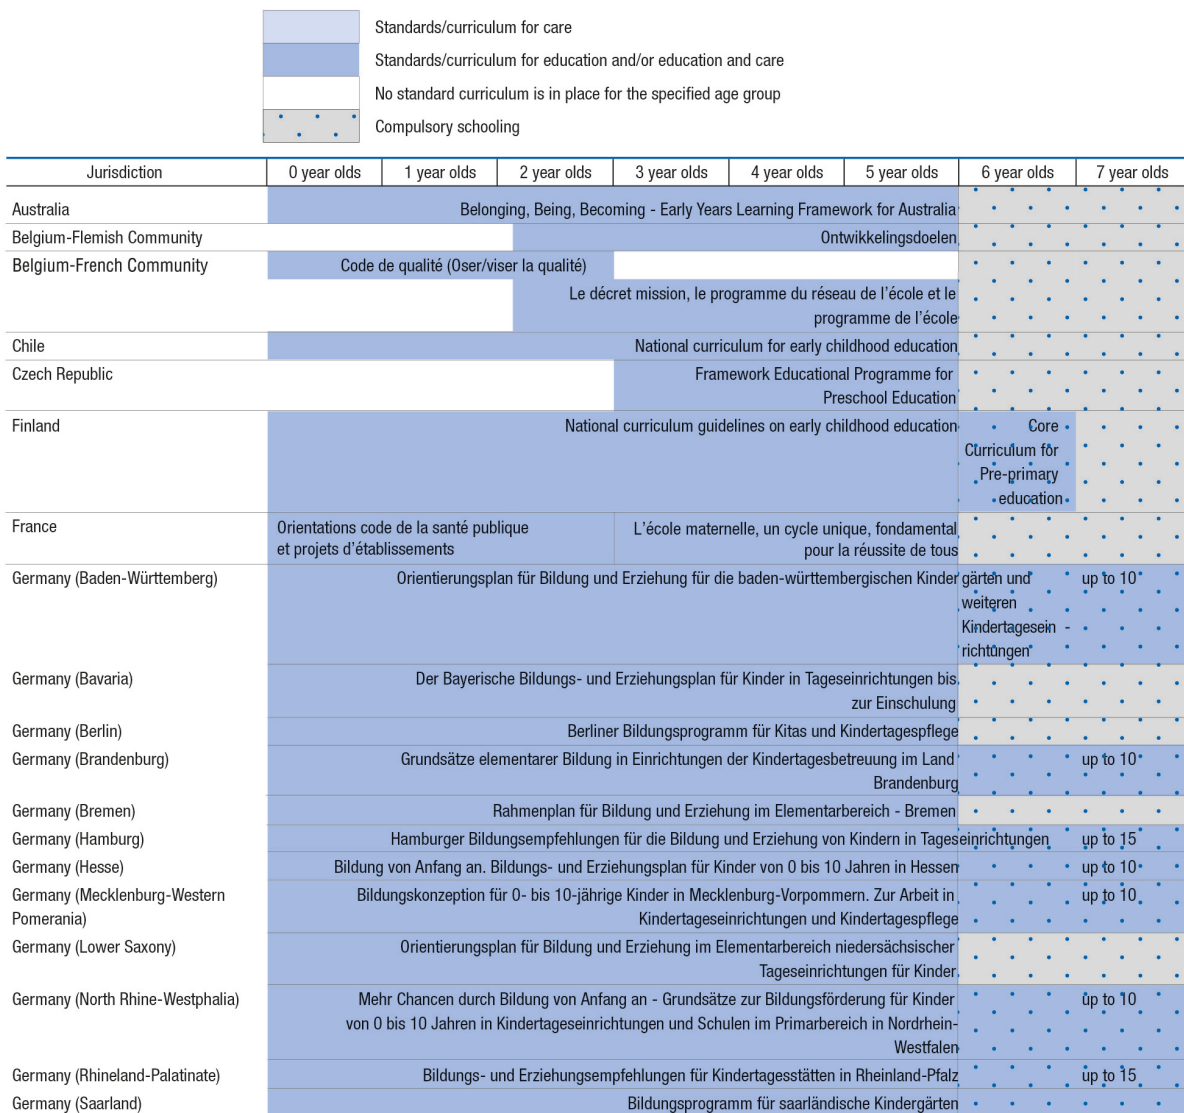 Standards/curriculum for care
Standards/curriculum for education and/or education and care
No standard curriculum is in place for the specified age group
Compulsory schooling
Jurisdiction 0 year olds 1 year olds 2 year olds 3 year olds 4 year olds 5 year olds 6 year olds 7 year olds
Australia Belonging, Being, Becoming - Early Years Learning Framework for Australia
Belgium-Flemish Community Ontwikkelingsdoelen
Belgium-French Community Code de qualité (Oser/viser la qualité)
Le décret mission, le programme du réseau de l'école et le
programme de l'école
Chile National curriculum for early childhood education
Czech Republic Framework Educational Programme for
Preschool Education
Finland National curriculum guidelines on early childhood education Core
Curriculum for
Pre-primary
education
France Orientations code de la santé publique L'école maternelle, un cycle unique, fondamental
et projets d'établissements pour la réussite de tous
Germany (Baden-Württemberg) Orientierungsplan für Bildung und Erziehung für die baden-württembergischen Kinder gärten und up to 10
weiteren
Kindertagesein -
richtungen
Germany (Bavaria) Der Bayerische Bildungs- und Erziehungsplan für Kinder in Tageseinrichtungen bis
zur Einschulung
Germany (Berlin) Berliner Bildungsprogramm für Kitas und Kindertagespflege
Germany (Brandenburg) Grundsätze elementarer Bildung in Einrichtungen der Kindertagesbetreuung im Land up to 10
Brandenburg
Germany (Bremen) Rahmenplan für Bildung und Erziehung im Elementarbereich - Bremen
Germany (Hamburg) Hamburger Bildungsempfehlungen für die Bildung und Erziehung von Kindern in Tageseinrichtungen up to 15
Germany (Hesse) Bildung von Anfang an. Bildungs- und Erziehungsplan für Kinder von 0 bis 10 Jahren in Hessen up to 10
Germany (Mecklenburg-Western Bildungskonzeption für 0- bis 10-jährige Kinder in Mecklenburg-Vorpommern. Zur Arbeit in up to 10
Pomerania) Kindertageseinrichtungen und Kindertagespflege
Germany (Lower Saxony) Orientierungsplan für Bildung und Erziehung im Elementarbereich niedersächsischer
Tageseinrichtungen für Kinder
Germany (North Rhine-Westphalia) Mehr Chancen durch Bildung von Anfang an - Grundsätze zur Bildungsförderung für Kinder up to 10
von 0 bis 10 Jahren in Kindertageseinrichtungen und Schulen im Primarbereich in Nordrhein-
Westfalen
Germany (Rhineland-Palatinate) Bildungs- und Erziehungsempfehlungen für Kindertagesstätten in Rheinland-Pfalz up to 15
Germany (Saarland) Bildungsprogramm für saarländische Kindergärten